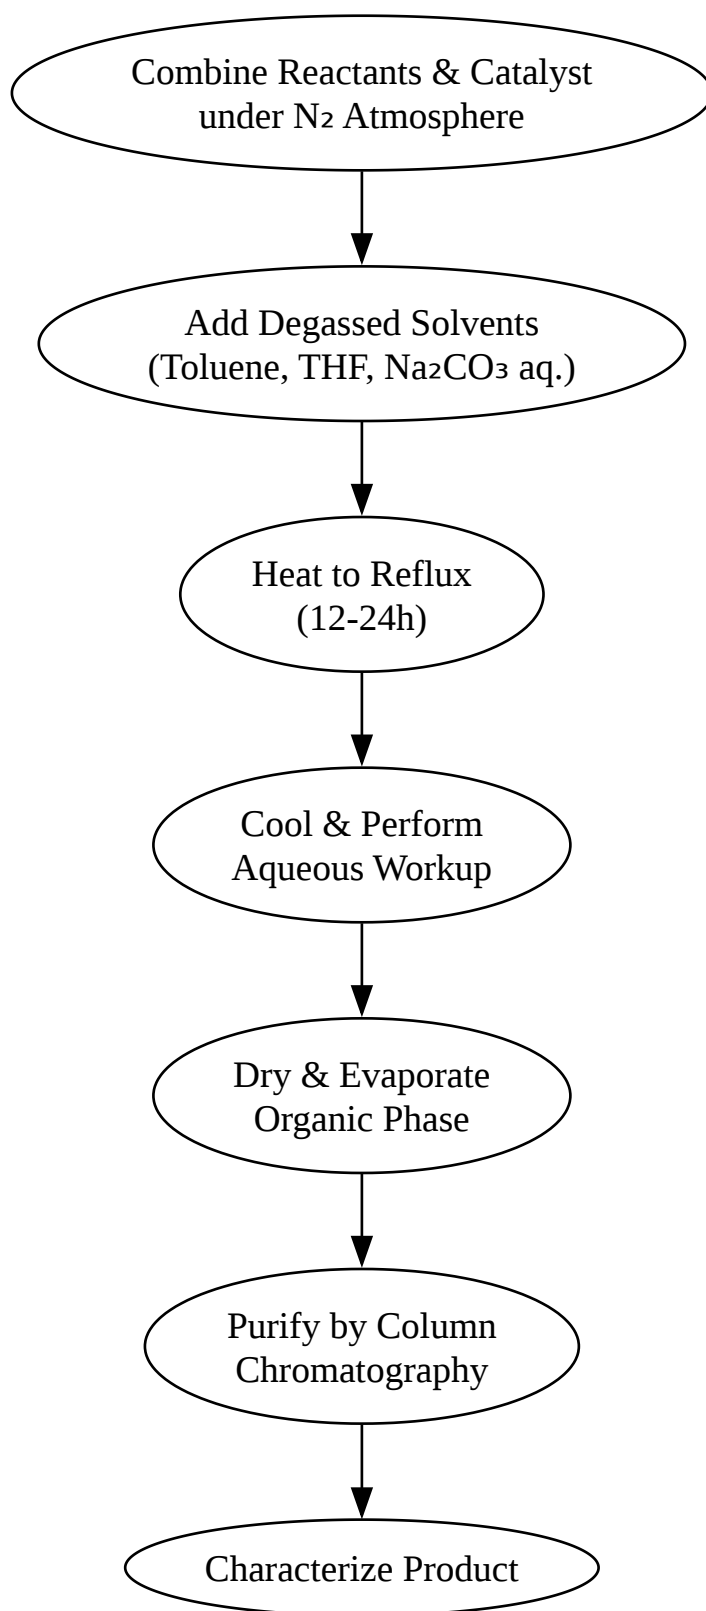 Combine Reactants & Catalyst
under N₂ Atmosphere
Add Degassed Solvents
(Toluene, THF, Na₂CO₃ aq.)
Heat to Reflux
(12-24h)
Cool & Perform
Aqueous Workup
Dry & Evaporate
Organic Phase
Purify by Column
Chromatography
Characterize Product